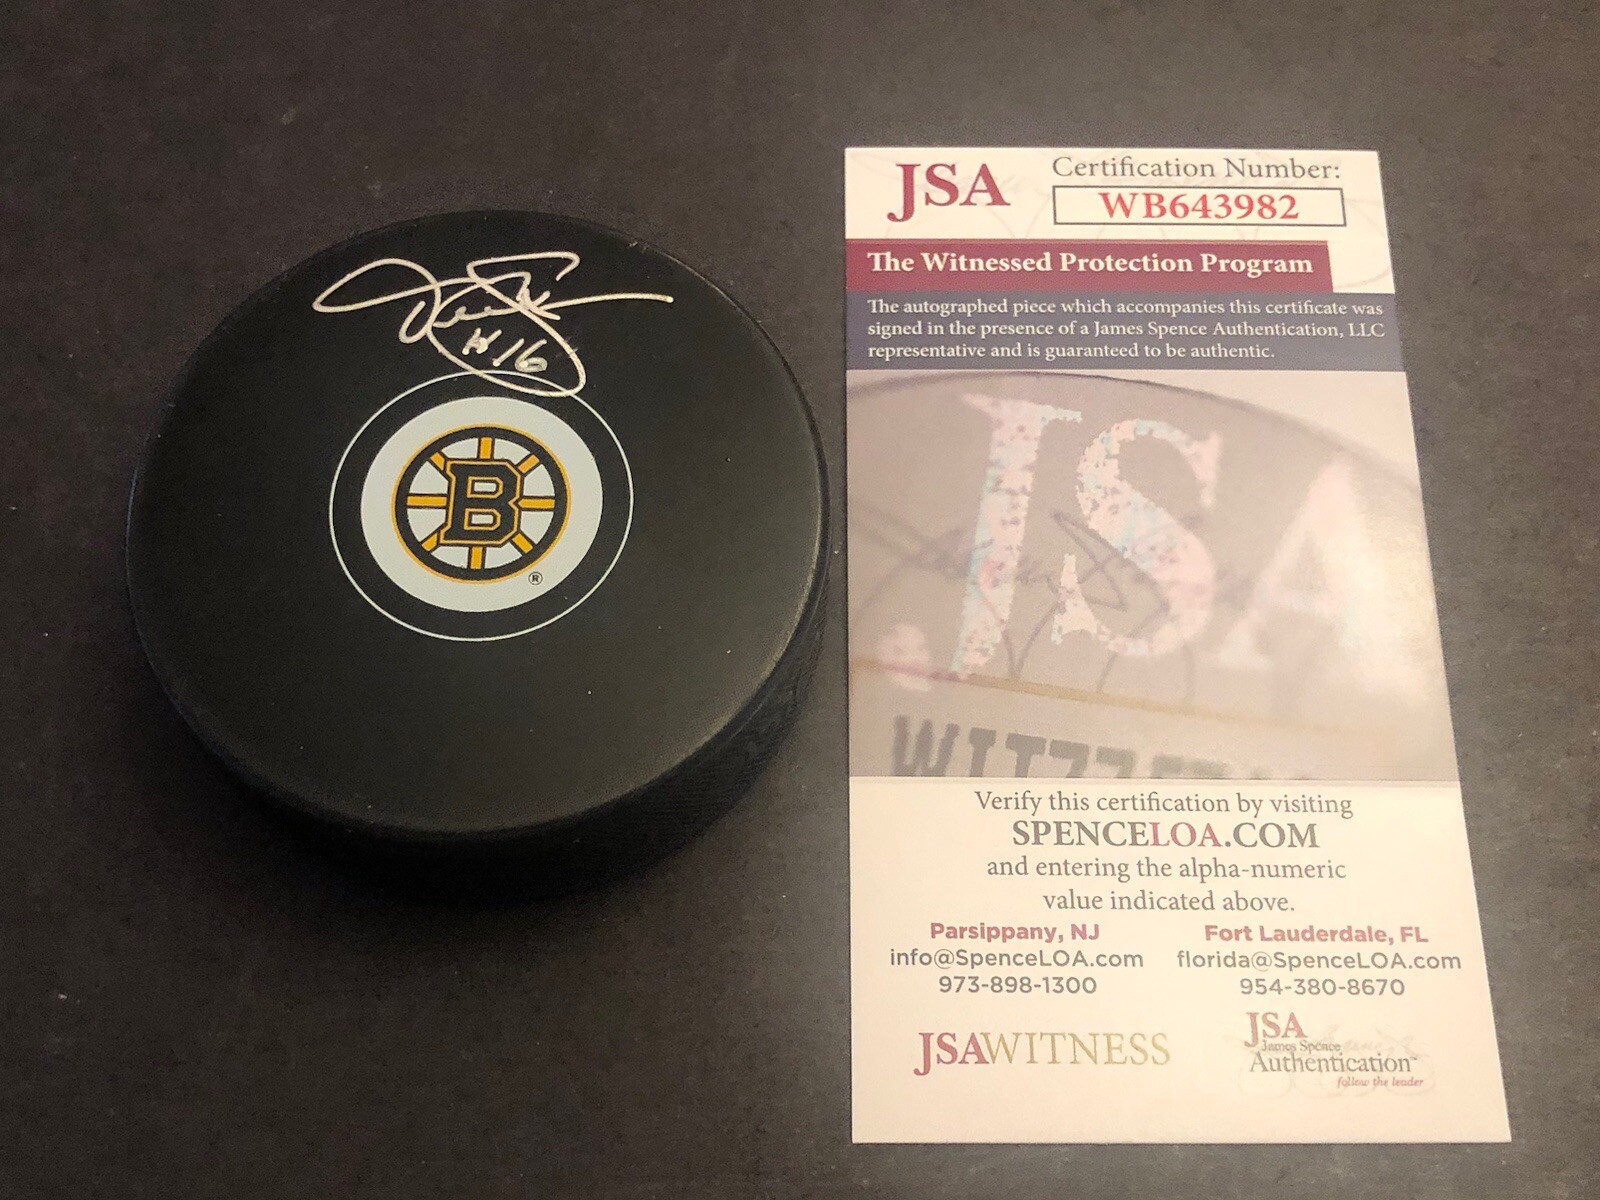 #16
B
®
JSA
Certification Number:
WB643982
The Witnessed Protection Program
The autographed piece which accompanies this certificate was
signed in the presence of a James Spence Authentication, LLC
representative and is guaranteed to be authentic.
JSA
Verify this certification by visiting
SPENCELOA.COM
and entering the alpha-numeric
value indicated above.
Parsippany, NJ
info@SpenceLOA.com
973-898-1300
Fort Lauderdale, FL
florida@SpenceLOA.com
954-380-8670
JSAWITNESS
JSA
James Spence
Authentication™
follow the leader